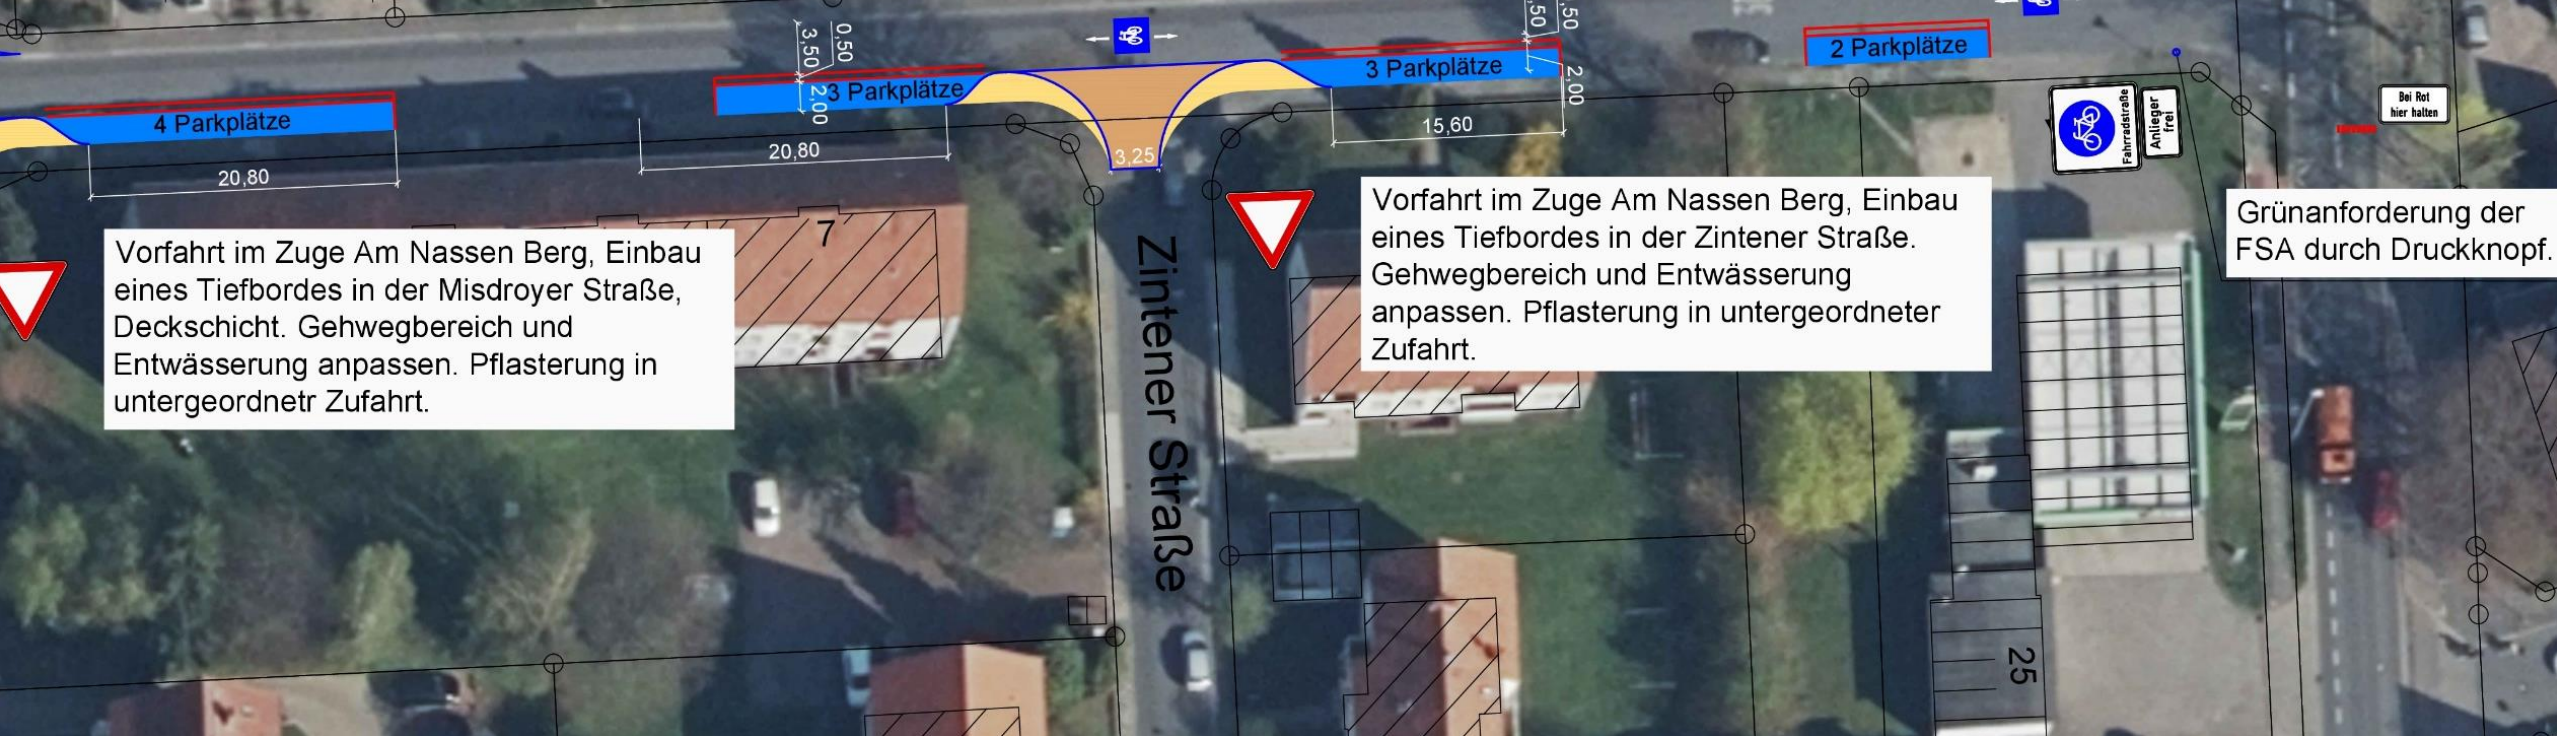 3,50
0,50
2,00
,50
,50
2,00
4 Parkplätze
3 Parkplätze
3 Parkplätze
2 Parkplätze
20,80
20,80
3,25
15,60
Fahrradstraße
Anlieger
frei
Bei Rot
hier halten
Vorfahrt im Zuge Am Nassen Berg, Einbau
eines Tiefbordes in der Misdroyer Straße,
Deckschicht. Gehwegbereich und
Entwässerung anpassen. Pflasterung in
untergeordnetr Zufahrt.
7
Zintener Straße
Vorfahrt im Zuge Am Nassen Berg, Einbau
eines Tiefbordes in der Zintener Straße.
Gehwegbereich und Entwässerung
anpassen. Pflasterung in untergeordneter
Zufahrt.
Grünanforderung der
FSA durch Druckknopf.
25